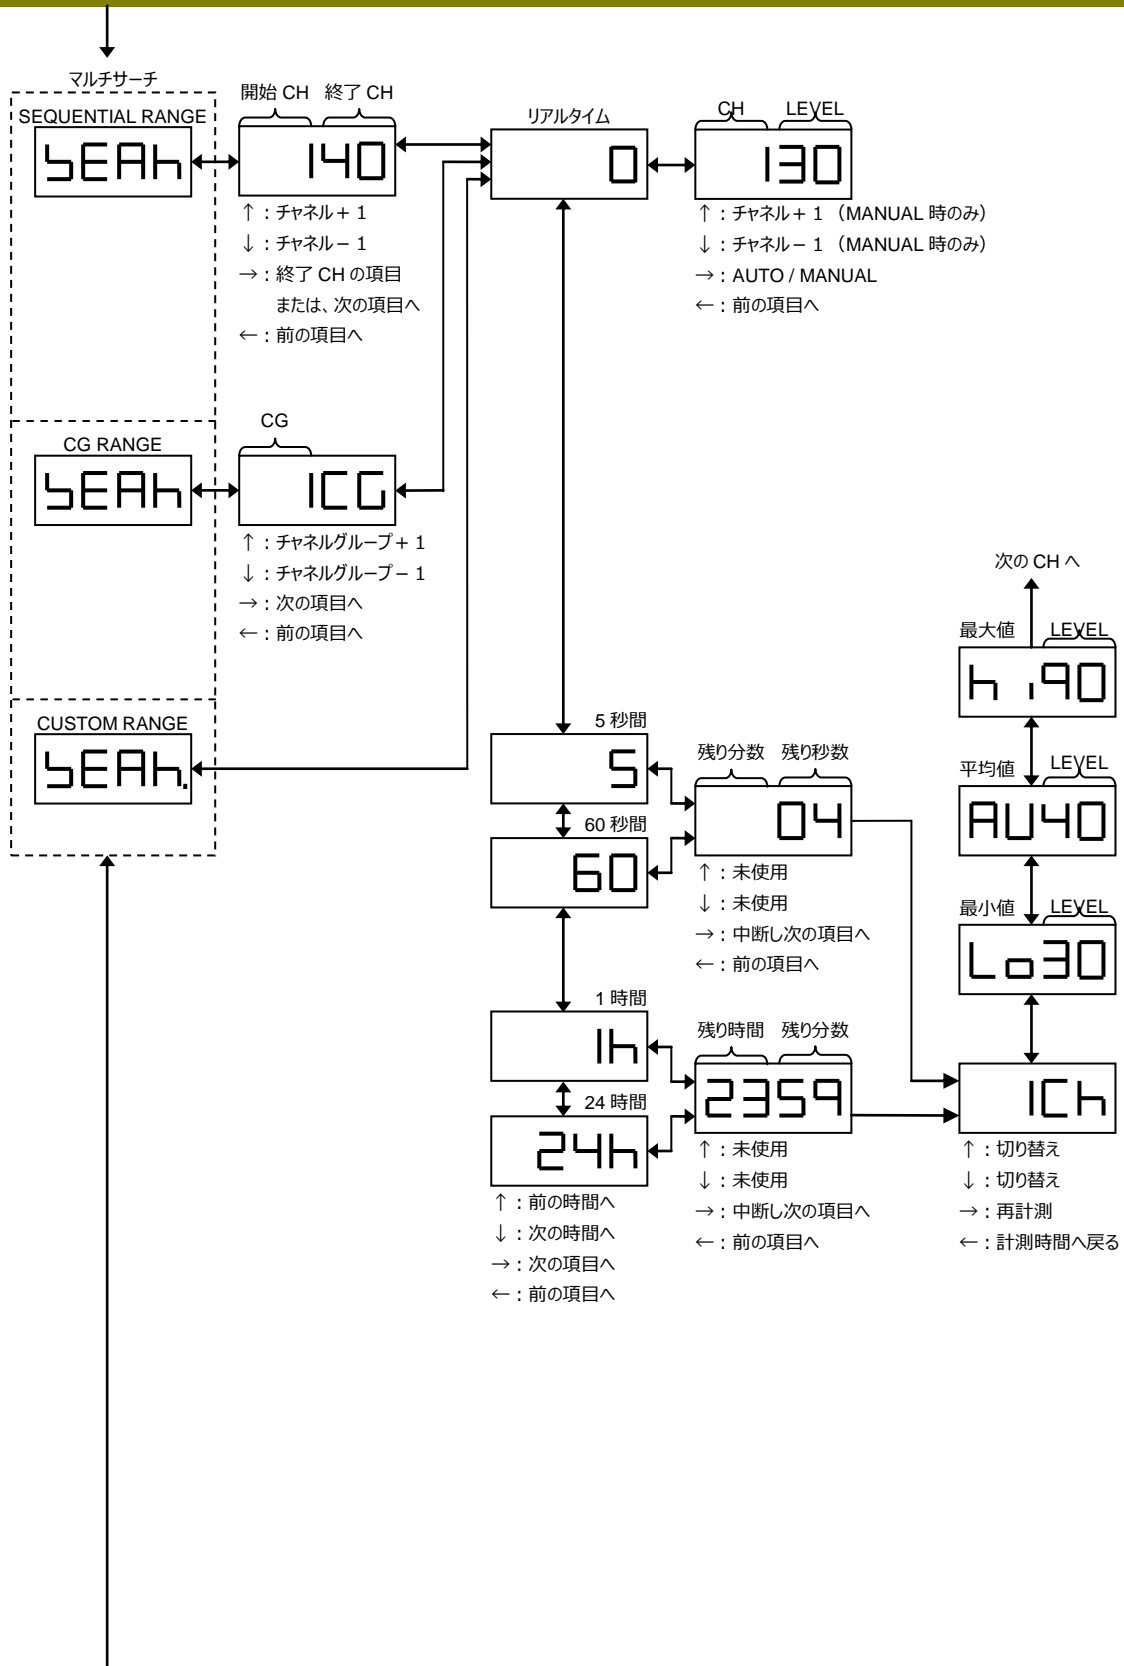 マルチサーチ
SEQUENTIAL RANGE
SEAh
開始 CH 終了 CH
140
↑：チャネル＋ 1
↓：チャネル－ 1
→：終了 CH の項目
または、次の項目へ
←：前の項目へ
リアルタイム
0
CH LEVEL
130
↑：チャネル＋ 1 （MANUAL 時のみ）
↓：チャネル－ 1 （MANUAL 時のみ）
→：AUTO / MANUAL
←：前の項目へ
CG RANGE
SEAh
CG
1CG
↑：チャネルグループ＋ 1
↓：チャネルグループ－ 1
→：次の項目へ
←：前の項目へ
CUSTOM RANGE
SEAh.
5 秒間
5
60 秒間
60
残り分数 残り秒数
04
↑：未使用
↓：未使用
→：中断し次の項目へ
←：前の項目へ
1 時間
1h
24 時間
24h
↑：前の時間へ
↓：次の時間へ
→：次の項目へ
←：前の項目へ
残り時間 残り分数
2359
↑：未使用
↓：未使用
→：中断し次の項目へ
←：前の項目へ
次の CH へ
最大値 LEVEL
hi90
平均値 LEVEL
AU40
最小値 LEVEL
Lo30
1Ch
↑：切り替え
↓：切り替え
→：再計測
←：計測時間へ戻る